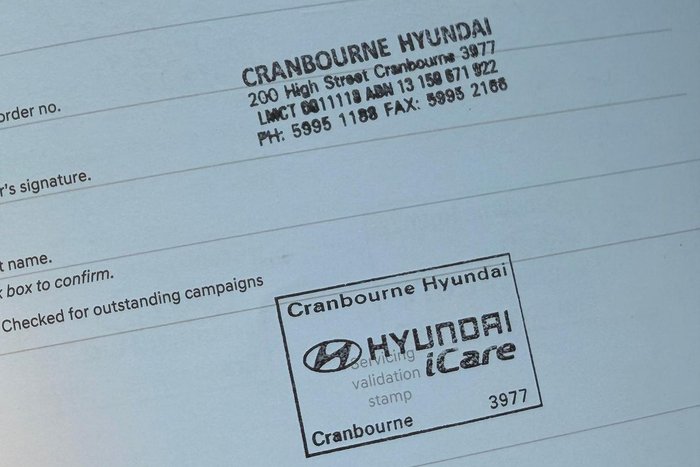 CRANBOURNE HYUNDAI
200 High Street Cranbourne 3977
LMCT 0011118 ABN 13 159 671 922
PH: 5995 1188 FAX: 5995 2166
order no.
r's signature.
t name.
box to confirm.
Checked for outstanding campaigns
Cranbourne Hyundai
HYUNDAI
iCare
Servicing
validation
stamp
Cranbourne 3977